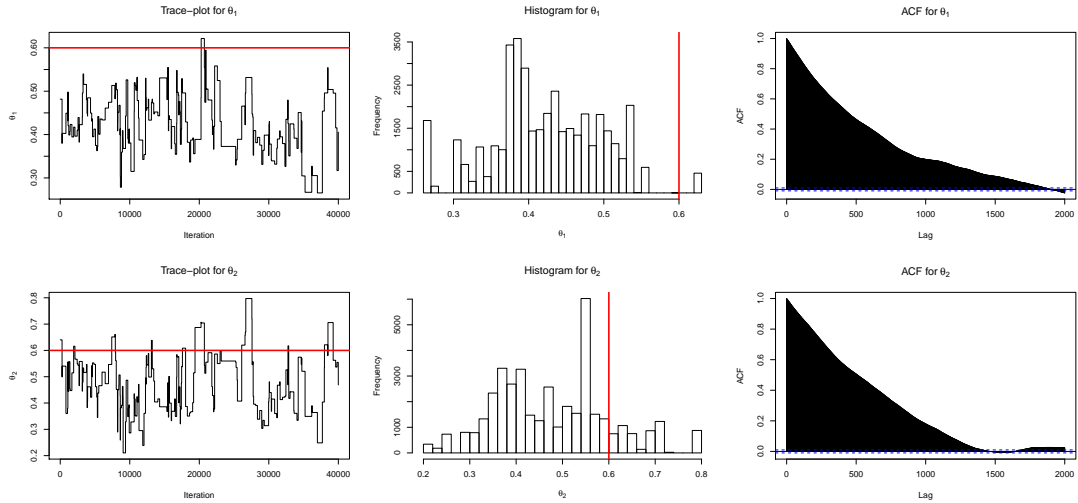 Trace−plot for θ1
0.30 0.40 0.50 0.60
θ1
0 10000 20000 30000 40000
Iteration
Histogram for θ1
0 500 1500 2500 3500
Frequency
0.3 0.4 0.5 0.6
θ1
ACF for θ1
0.0 0.2 0.4 0.6 0.8 1.0
ACF
0 500 1000 1500 2000
Lag
Trace−plot for θ2
0.2 0.3 0.4 0.5 0.6 0.7 0.8
θ2
0 10000 20000 30000 40000
Iteration
Histogram for θ2
0 1000 3000 5000
Frequency
0.2 0.3 0.4 0.5 0.6 0.7 0.8
θ2
ACF for θ2
0.0 0.2 0.4 0.6 0.8 1.0
ACF
0 500 1000 1500 2000
Lag